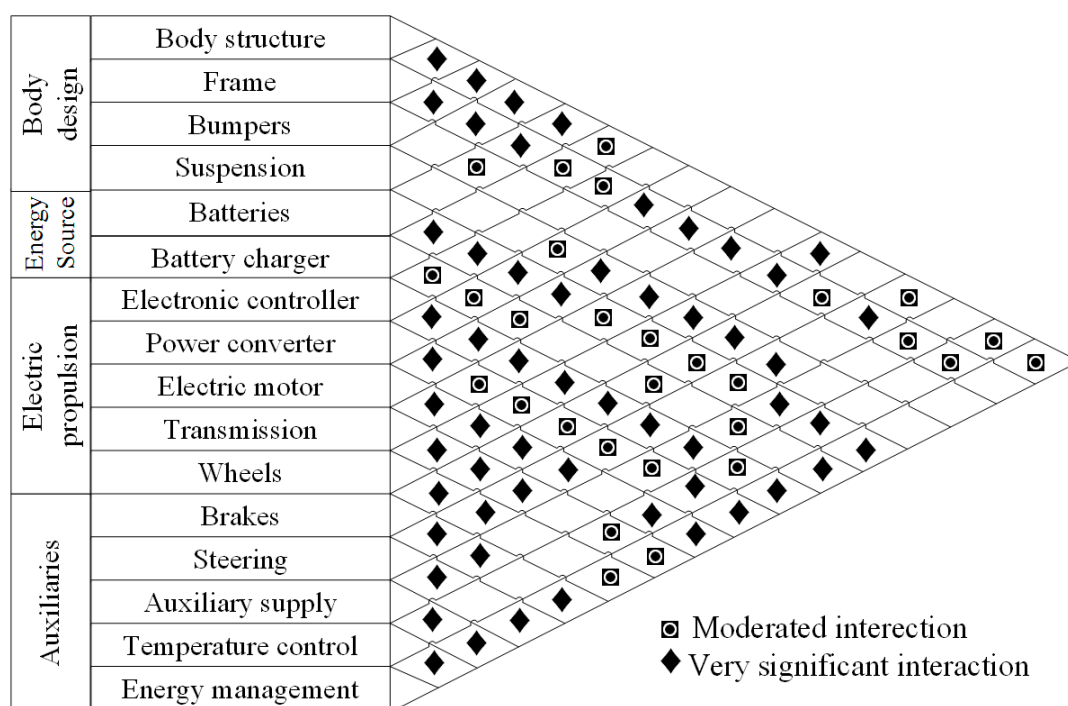 Body design
Body structure
Frame
Bumpers
Suspension
Energy Source
Batteries
Battery charger
Electric propulsion
Electronic controller
Power converter
Electric motor
Transmission
Wheels
Auxiliaries
Brakes
Steering
Auxiliary supply
Temperature control
Energy management
Moderated interection
Very significant interaction